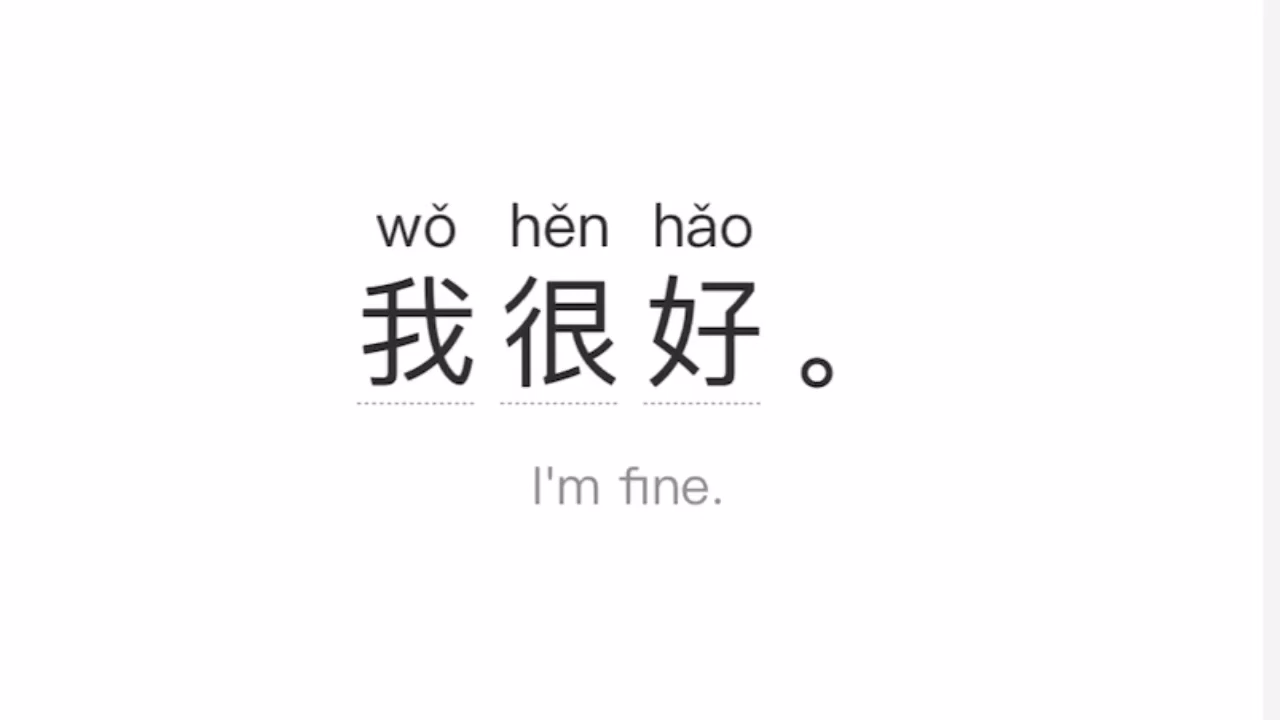 wǒ hěn hǎo
我很好。
I'm fine.